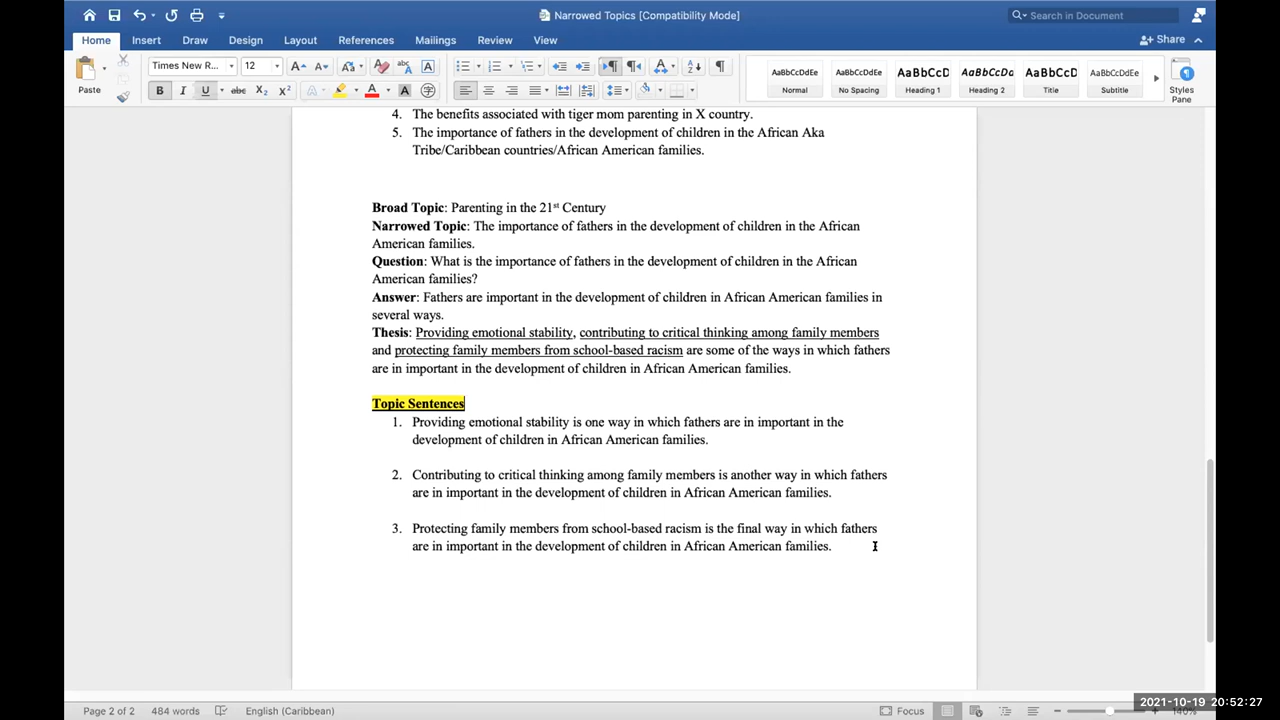 Narrowed Topics [Compatibility Mode]
Search in Document
Home Insert Draw Design Layout References Mailings Review View
Share
Paste
Times New R... 12
AaBbCcDdEe AaBbCcDdEe AaBbCcD AaBbCcDd AaBbCcD AaBbCcDdEe
Normal No Spacing Heading 1 Heading 2 Title Subtitle
Styles
Pane
4. The benefits associated with tiger mom parenting in X country.
5. The importance of fathers in the development of children in the African Aka
Tribe/Caribbean countries/African American families.
Broad Topic: Parenting in the 21st Century
Narrowed Topic: The importance of fathers in the development of children in the African
American families.
Question: What is the importance of fathers in the development of children in the African
American families?
Answer: Fathers are important in the development of children in African American families in
several ways.
Thesis: Providing emotional stability, contributing to critical thinking among family members
and protecting family members from school-based racism are some of the ways in which fathers
are in important in the development of children in African American families.
Topic Sentences
1. Providing emotional stability is one way in which fathers are in important in the
development of children in African American families.
2. Contributing to critical thinking among family members is another way in which fathers
are in important in the development of children in African American families.
3. Protecting family members from school-based racism is the final way in which fathers
are in important in the development of children in African American families.
Page 2 of 2 484 words English (Caribbean) Focus 140%
2021-10-19 20:52:27